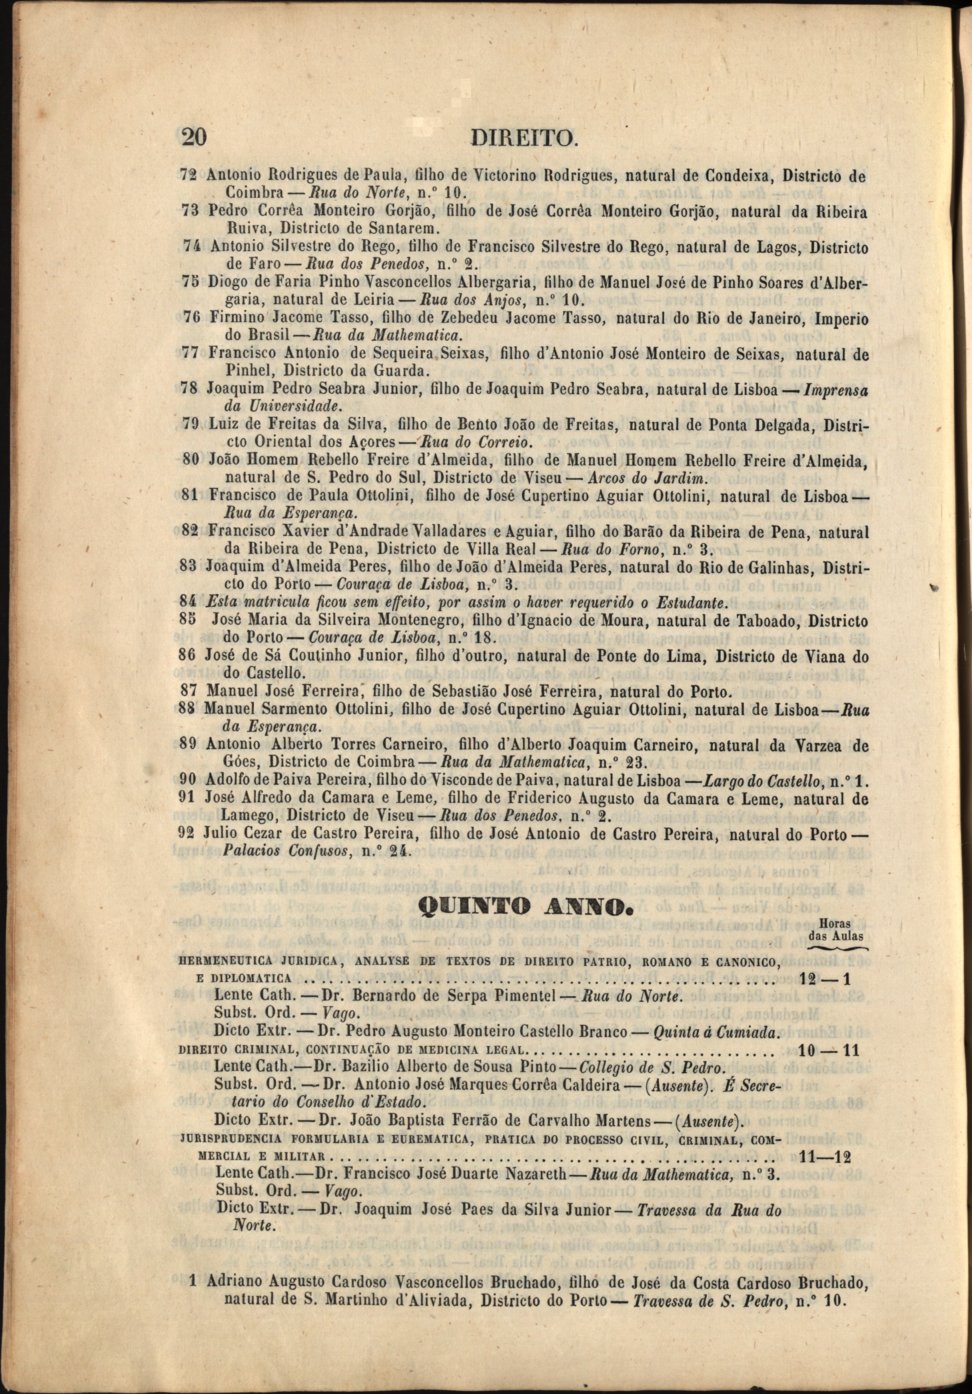 20
DIREITO.
72 Antonio Rodrigues de Paula, filho de Victorino Rodrigues, natural de Condeixa, Districto de
Coimbra — Rua do Norte, n.º 10.
73 Pedro Corrêa Monteiro Gorjão, filho de José Corrêa Monteiro Gorjão, natural da Ribeira
Ruiva, Districto de Santarem.
74 Antonio Silvestre do Rego, filho de Francisco Silvestre do Rego, natural de Lagos, Districto
de Faro — Rua dos Penedos, n.º 2.
75 Diogo de Faria Pinho Vasconcellos Albergaria, filho de Manuel José de Pinho Soares d'Alber-
garia, natural de Leiria — Rua dos Anjos, n.º 10.
76 Firmino Jacome Tasso, filho de Zebedeu Jacome Tasso, natural do Rio de Janeiro, Imperio
do Brasil — Rua da Mathematica.
77 Francisco Antonio de Sequeira Seixas, filho d'Antonio José Monteiro de Seixas, natural de
Pinhel, Districto da Guarda.
78 Joaquim Pedro Seabra Junior, filho de Joaquim Pedro Seabra, natural de Lisboa — Imprensa
da Universidade.
79 Luiz de Freitas da Silva, filho de Bento João de Freitas, natural de Ponta Delgada, Distri-
cto Oriental dos Açores — Rua do Correio.
80 João Homem Rebello Freire d'Almeida, filho de Manuel Homem Rebello Freire d'Almeida,
natural de S. Pedro do Sul, Districto de Viseu — Arcos do Jardim.
81 Francisco de Paula Ottolini, filho de José Cupertino Aguiar Ottolini, natural de Lisboa —
Rua da Esperança.
82 Francisco Xavier d'Andrade Valladares e Aguiar, filho do Barão da Ribeira de Pena, natural
da Ribeira de Pena, Districto de Villa Real — Rua do Forno, n.º 3.
83 Joaquim d'Almeida Peres, filho de João d'Almeida Peres, natural do Rio de Galinhas, Distri-
cto do Porto — Couraça de Lisboa, n.º 3.
84 Esta matricula ficou sem effeito, por assim o haver requerido o Estudante.
85 José Maria da Silveira Montenegro, filho d'Ignacio de Moura, natural de Taboado, Districto
do Porto — Couraça de Lisboa, n.º 18.
86 José de Sá Coutinho Junior, filho d'outro, natural de Ponte do Lima, Districto de Viana do
do Castello.
87 Manuel José Ferreira, filho de Sebastião José Ferreira, natural do Porto.
88 Manuel Sarmento Ottolini, filho de José Cupertino Aguiar Ottolini, natural de Lisboa — Rua
da Esperança.
89 Antonio Alberto Torres Carneiro, filho d'Alberto Joaquim Carneiro, natural da Varzea de
Góes, Districto de Coimbra — Rua da Mathematica, n.º 23.
90 Adolfo de Paiva Pereira, filho do Visconde de Paiva, natural de Lisboa — Largo do Castello, n.º 1.
91 José Alfredo da Camara e Leme, filho de Friderico Augusto da Camara e Leme, natural de
Lamego, Districto de Viseu — Rua dos Penedos, n.º 2.
92 Julio Cezar de Castro Pereira, filho de José Antonio de Castro Pereira, natural do Porto —
Palacios Confusos, n.º 24.
QUINTO ANNO.
Horas
das Aulas
HERMENEUTICA JURIDICA, ANALYSE DE TEXTOS DE DIREITO PATRIO, ROMANO E CANONICO,
E DIPLOMATICA .......... 12 — 1
Lente Cath. — Dr. Bernardo de Serpa Pimentel — Rua do Norte.
Subst. Ord. — Vago.
Dicto Extr. — Dr. Pedro Augusto Monteiro Castello Branco — Quinta á Cumiada.
DIREITO CRIMINAL, CONTINUAÇÃO DE MEDICINA LEGAL.......... 10 — 11
Lente Cath. — Dr. Bazilio Alberto de Sousa Pinto — Collegio de S. Pedro.
Subst. Ord. — Dr. Antonio José Marques Corrêa Caldeira — (Ausente). É Secre-
tario do Conselho d'Estado.
Dicto Extr. — Dr. João Baptista Ferrão de Carvalho Martens — (Ausente).
JURISPRUDENCIA FORMULARIA E EUREMATICA, PRATICA DO PROCESSO CIVIL, CRIMINAL, COM-
MERCIAL E MILITAR .......... 11—12
Lente Cath. — Dr. Francisco José Duarte Nazareth — Rua da Mathematica, n.º 3.
Subst. Ord. — Vago.
Dicto Extr. — Dr. Joaquim José Paes da Silva Junior — Travessa da Rua do
Norte.
1 Adriano Augusto Cardoso Vasconcellos Bruchado, filho de José da Costa Cardoso Bruchado,
natural de S. Martinho d'Aliviada, Districto do Porto — Travessa de S. Pedro, n.º 10.